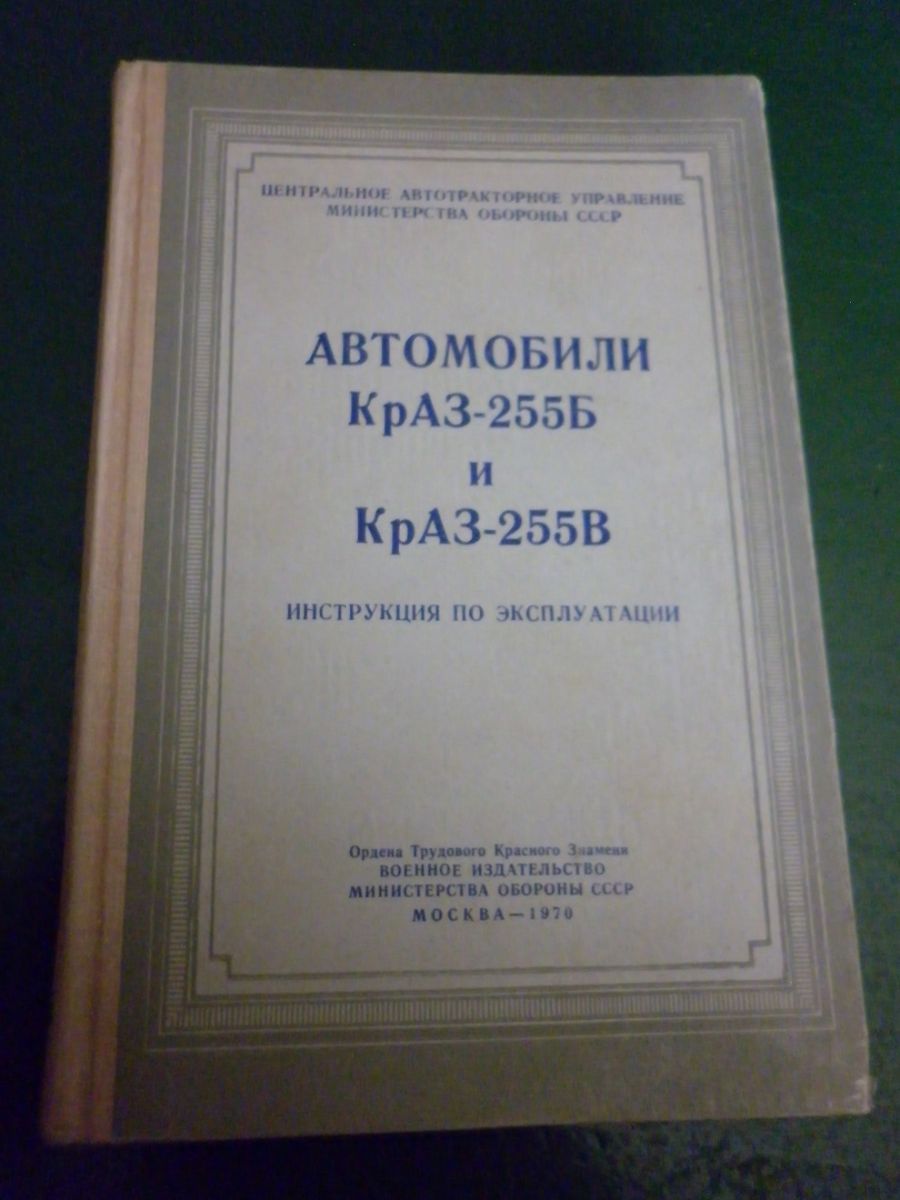 ЦЕНТРАЛЬНОЕ АВТОТРАКТОРНОЕ УПРАВЛЕНИЕ
МИНИСТЕРСТВА ОБОРОНЫ СССР
АВТОМОБИЛИ
КрАЗ-255Б
и
КрАЗ-255В
ИНСТРУКЦИЯ ПО ЭКСПЛУАТАЦИИ
Ордена Трудового Красного Знамени
ВОЕННОЕ ИЗДАТЕЛЬСТВО
МИНИСТЕРСТВА ОБОРОНЫ СССР
МОСКВА — 1970